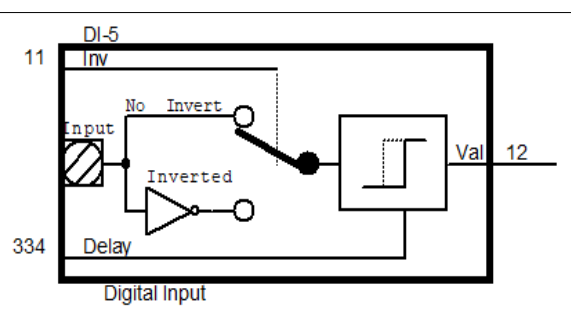 DI-5
11 Inv
No Invert
Input
Val 12
Inverted
334 Delay
Digital Input